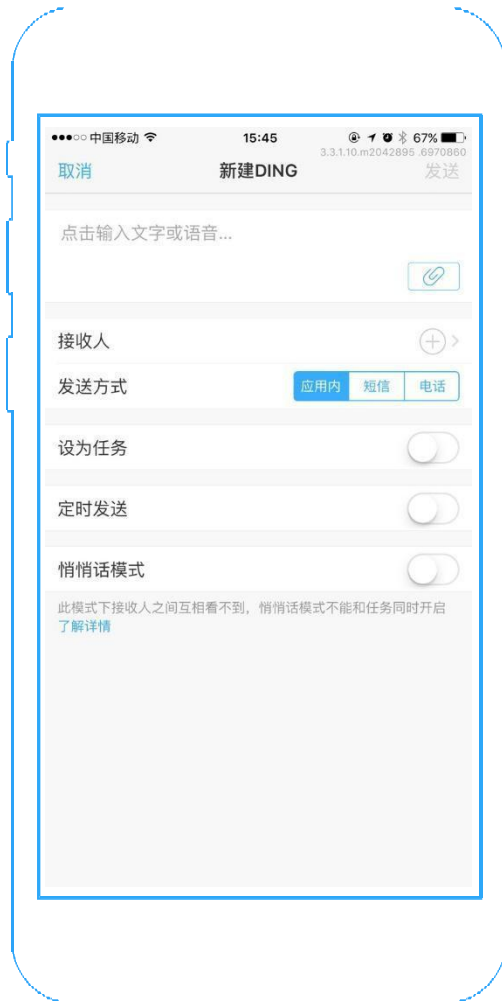 中国移动 15:45 67%
3.3.1.10.m2042895 .6970860
取消 新建DING 发送
点击输入文字或语音...
接收人
发送方式 应用内 短信 电话
设为任务
定时发送
悄悄话模式
此模式下接收人之间互相看不到，悄悄话模式不能和任务同时开启
了解详情